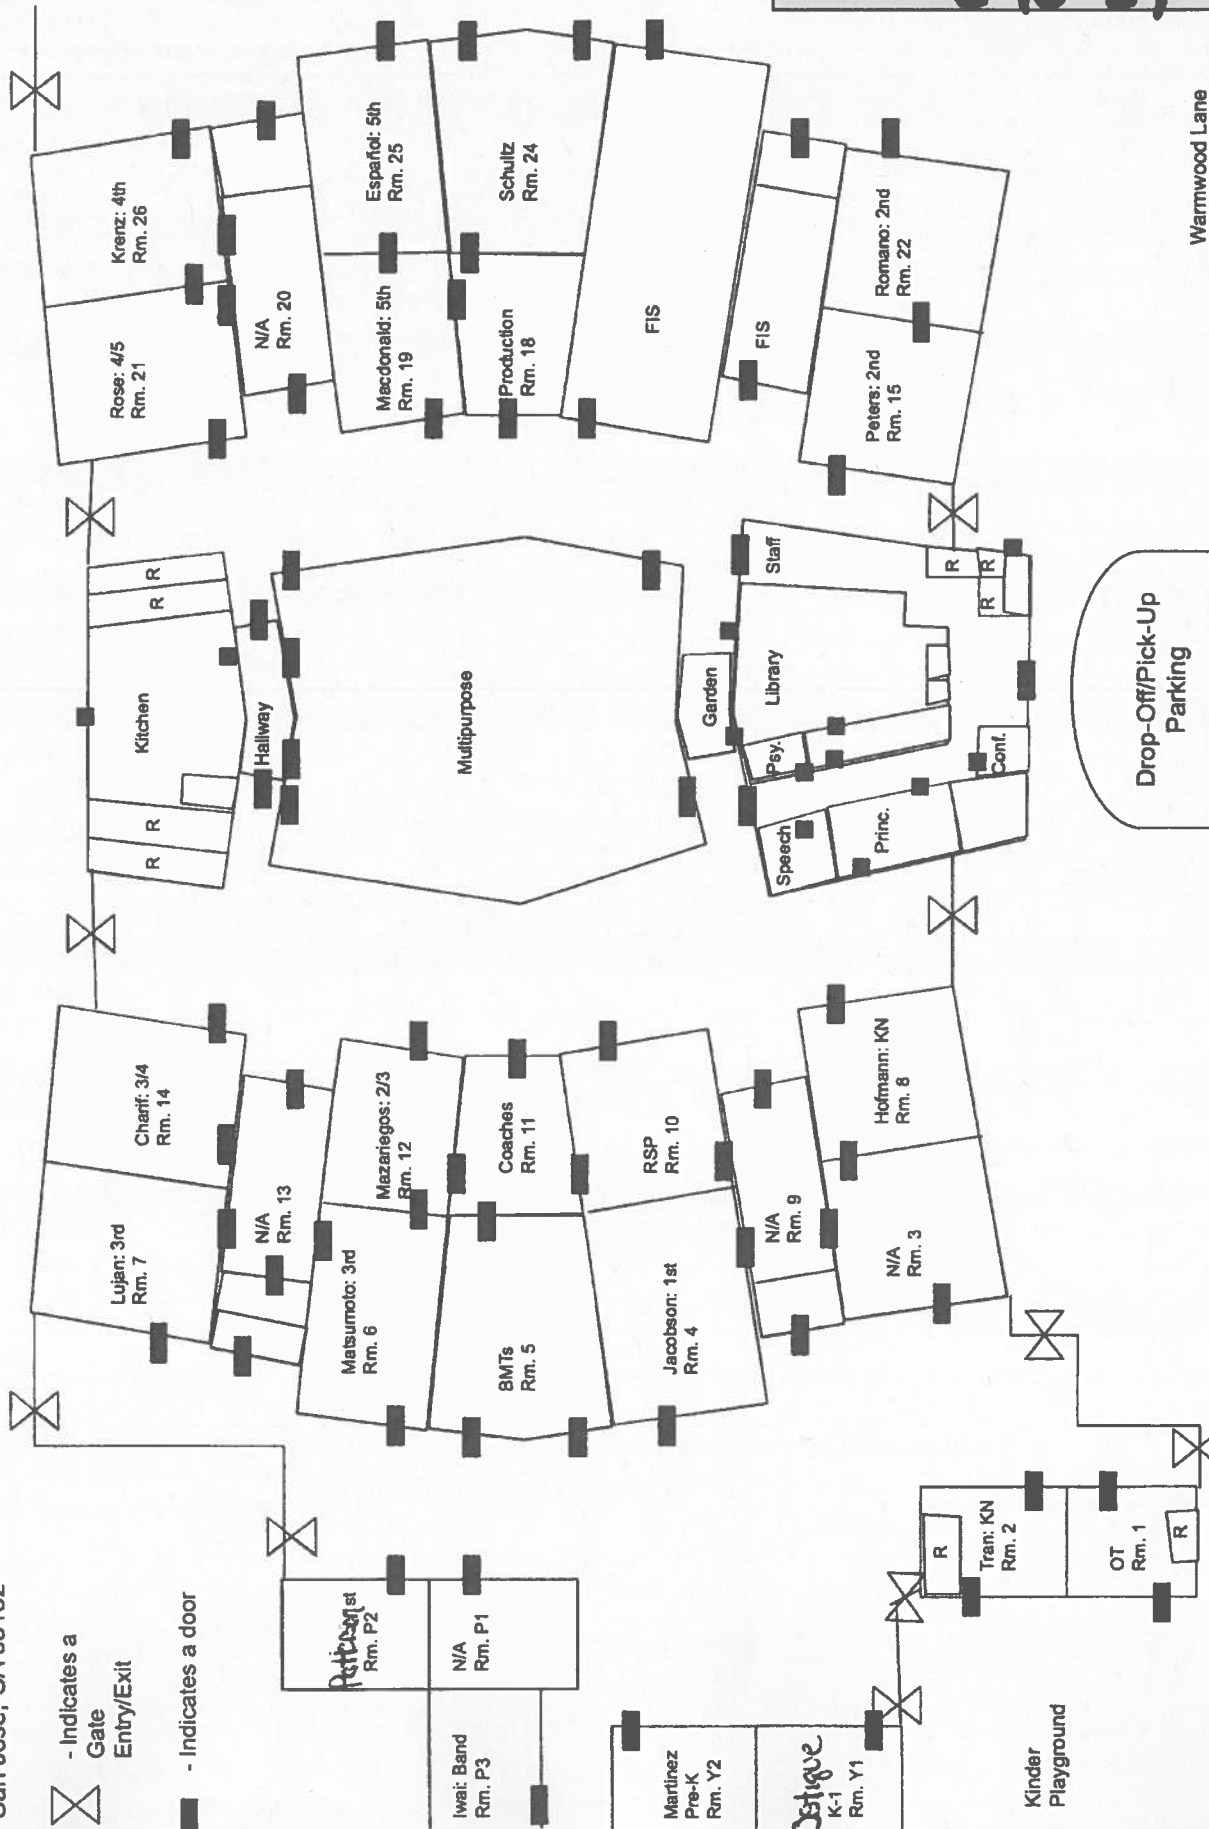 - Indicates a
Gate
Entry/Exit
- Indicates a door
Krenz: 4th
Rm. 26
Rose: 4/5
Rm. 21
N/A
Rm. 20
Español: 5th
Rm. 25
Macdonald: 5th
Rm. 19
Schultz
Rm. 24
Production
Rm. 18
FIS
FIS
Romano: 2nd
Rm. 22
Peters: 2nd
Rm. 15
Warmwood Lane
R
R
Kitchen
R
R
Hallway
Multipurpose
Garden
Staff
Library
Psy.
Speech
Princ.
Conf.
R
R
R
Drop-Off/Pick-Up
Parking
Charif: 3/4
Rm. 14
Lujan: 3rd
Rm. 7
N/A
Rm. 13
Mazariegos: 2/3
Rm. 12
Matsumoto: 3rd
Rm. 6
Coaches
Rm. 11
BMTs
Rm. 5
RSP
Rm. 10
Jacobson: 1st
Rm. 4
N/A
Rm. 9
Hofmann: KN
Rm. 8
N/A
Rm. 3
1st
Rm. P2
N/A
Rm. P1
Iwai: Band
Rm. P3
R
Tran: KN
Rm. 2
OT
Rm. 1
R
Martinez
Pre-K
Rm. Y2
K-1
Rm. Y1
Kinder
Playground